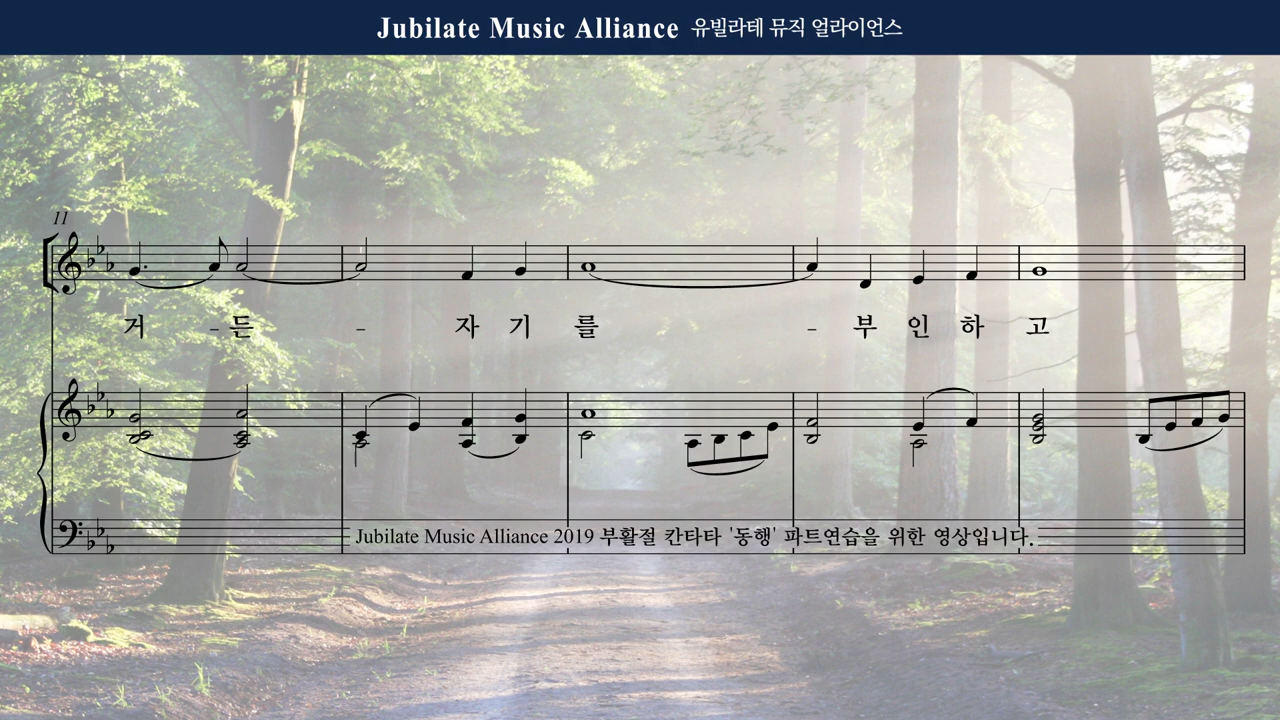 Jubilate Music Alliance 유빌라테 뮤직 얼라이언스
11
거 - 든 - 자 기 를 - 부 인 하 고
Jubilate Music Alliance 2019 부활절 칸타타 '동행' 파트연습을 위한 영상입니다.